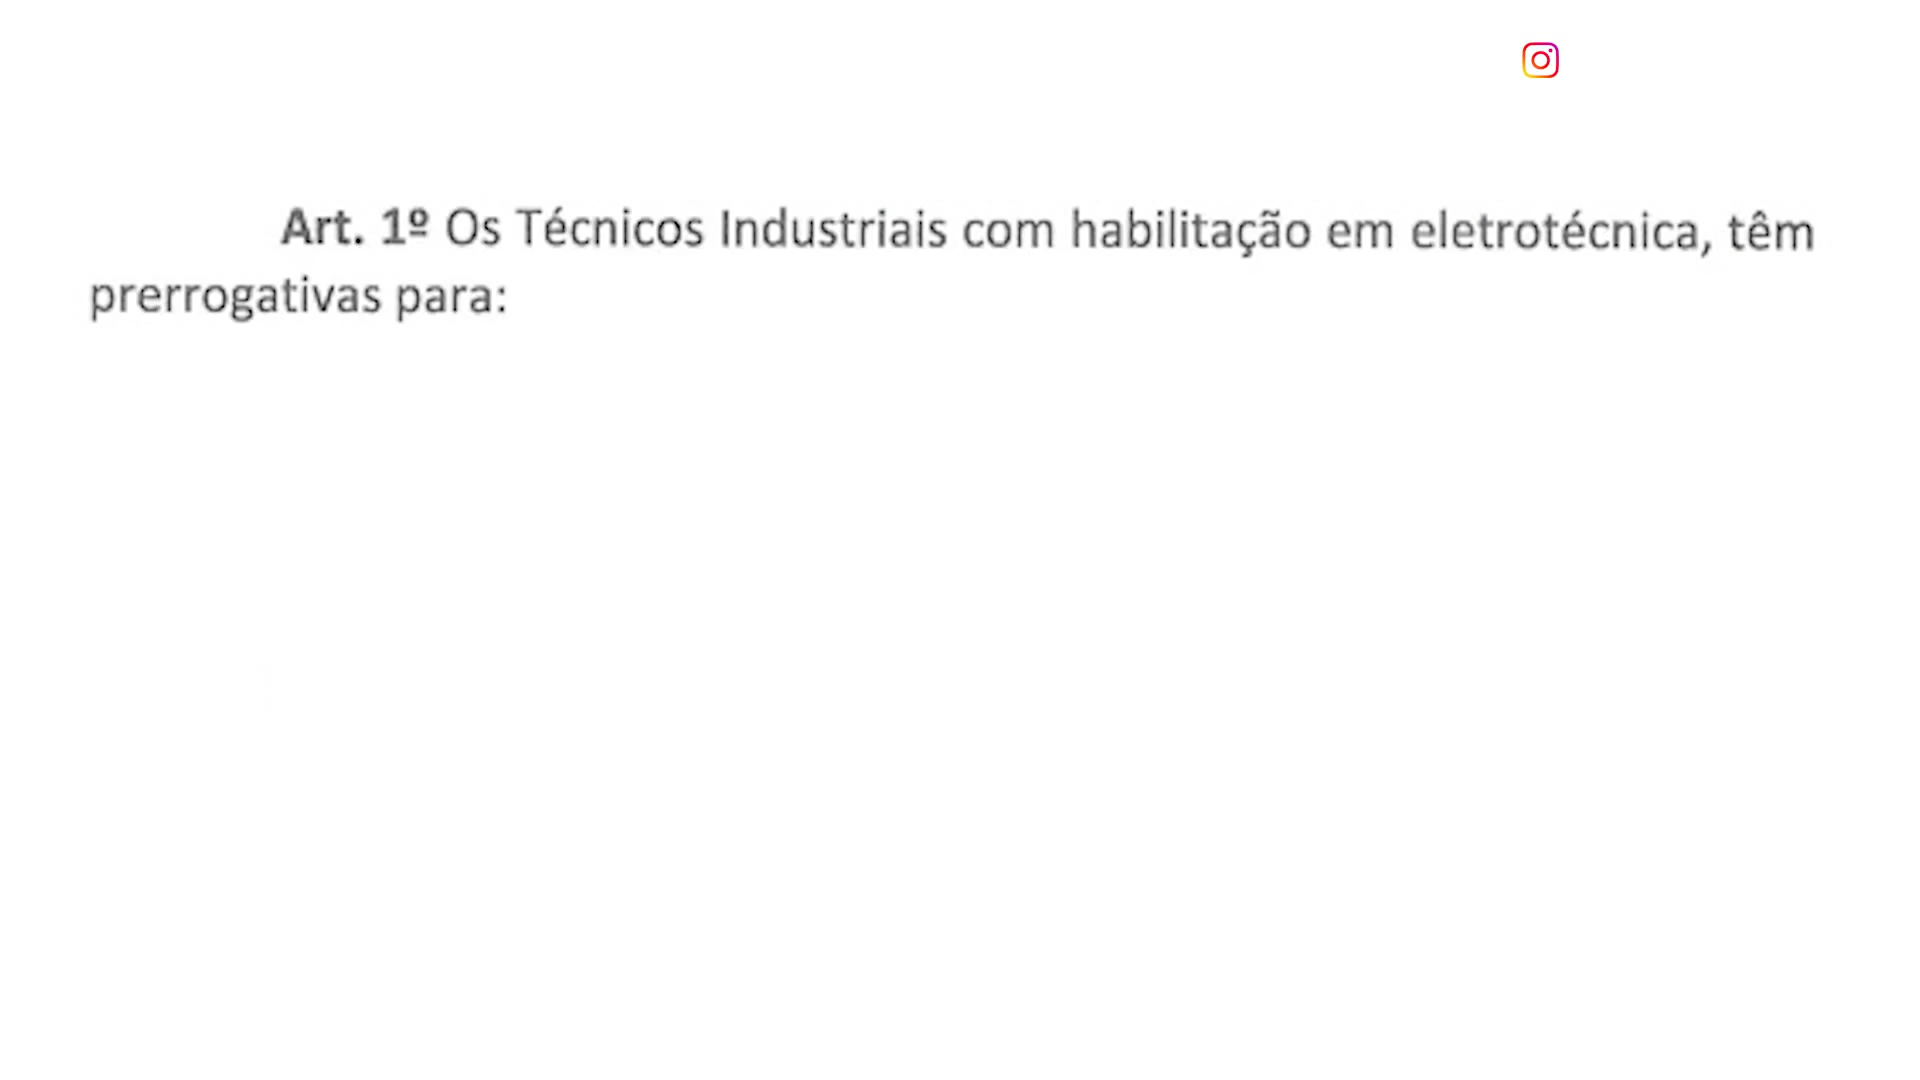 Art. 1º Os Técnicos Industriais com habilitação em eletrotécnica, têm
prerrogativas para: